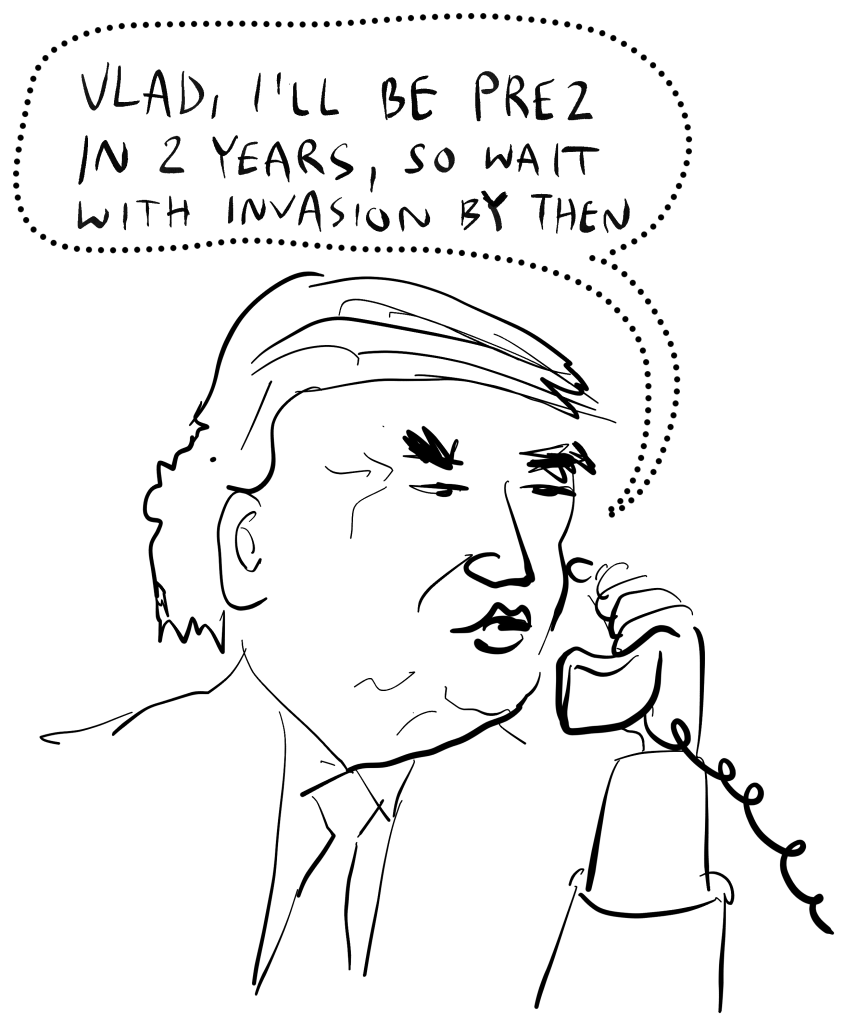 VLAD, I'LL BE PREZ
IN 2 YEARS, SO WAIT
WITH INVASION BY THEN